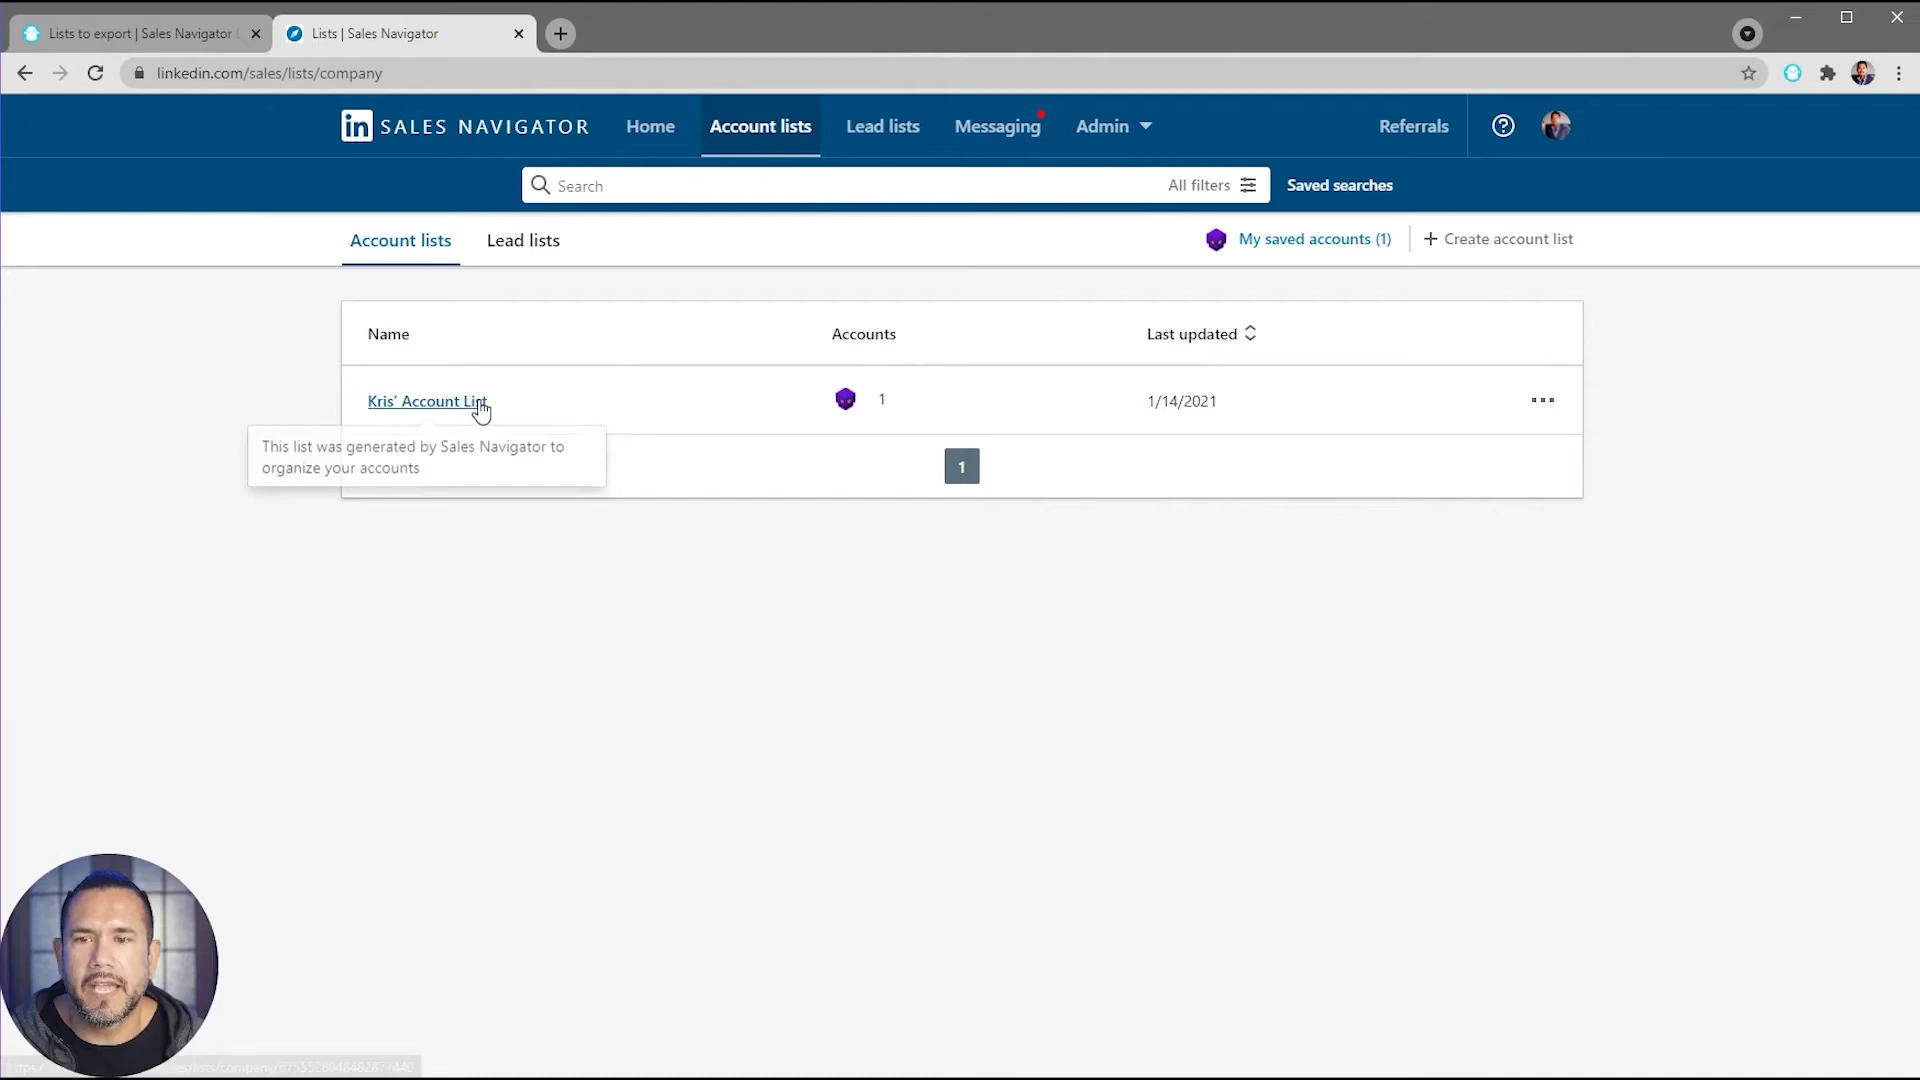 Lists to export | Sales Navigator
Lists | Sales Navigator
linkedin.com/sales/lists/company
in SALES NAVIGATOR
Home
Account lists
Lead lists
Messaging
Admin
Referrals
Search
All filters
Saved searches
Account lists
Lead lists
My saved accounts (1)
+ Create account list
Name
Accounts
Last updated
Kris’ Account List
1
1/14/2021
This list was generated by Sales Navigator to
organize your accounts
1